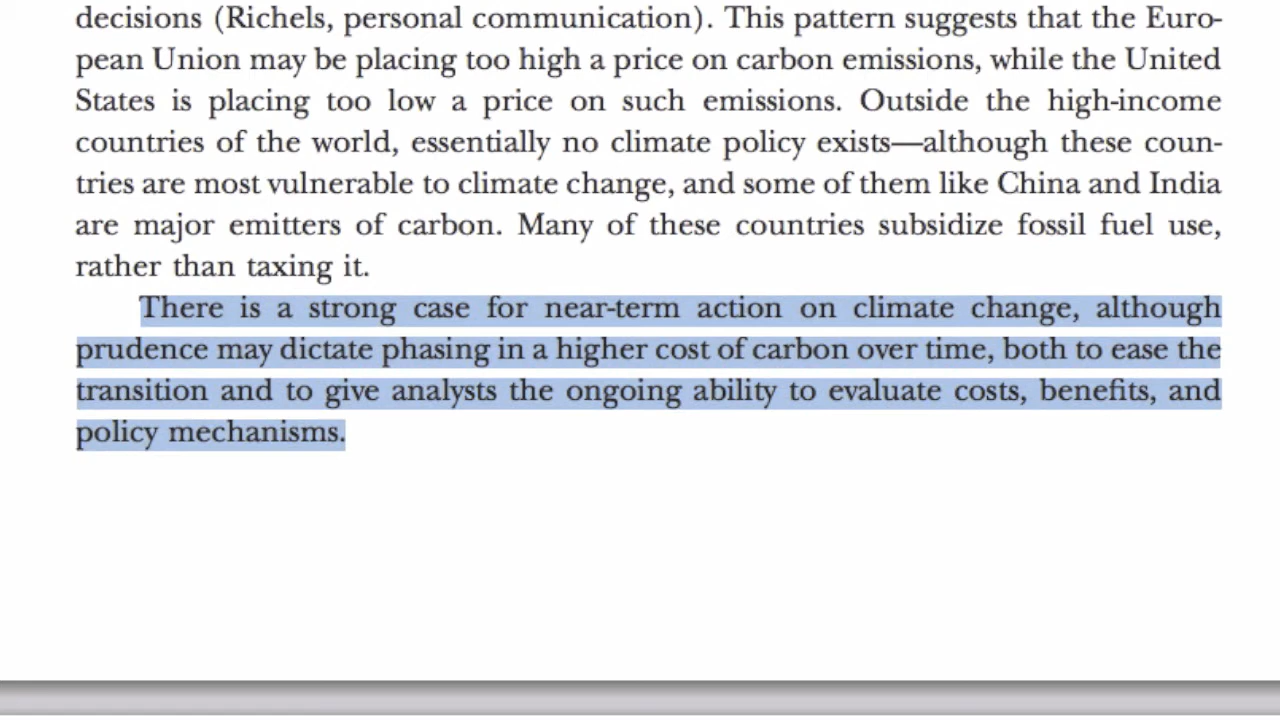 decisions (Richels, personal communication). This pattern suggests that the Euro-
pean Union may be placing too high a price on carbon emissions, while the United
States is placing too low a price on such emissions. Outside the high-income
countries of the world, essentially no climate policy exists—although these coun-
tries are most vulnerable to climate change, and some of them like China and India
are major emitters of carbon. Many of these countries subsidize fossil fuel use,
rather than taxing it.
There is a strong case for near-term action on climate change, although
prudence may dictate phasing in a higher cost of carbon over time, both to ease the
transition and to give analysts the ongoing ability to evaluate costs, benefits, and
policy mechanisms.